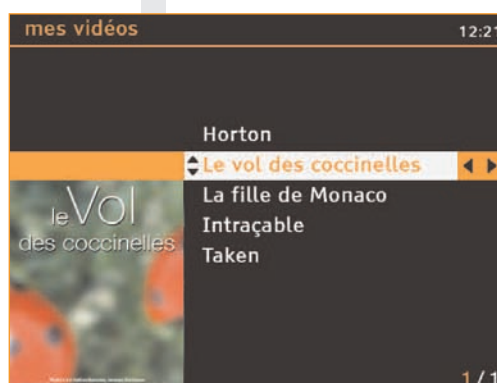 mes vidéos
12:21
Horton
Le vol des coccinelles
La fille de Monaco
Intraçable
Taken
le Vol
des coccinelles
1/1